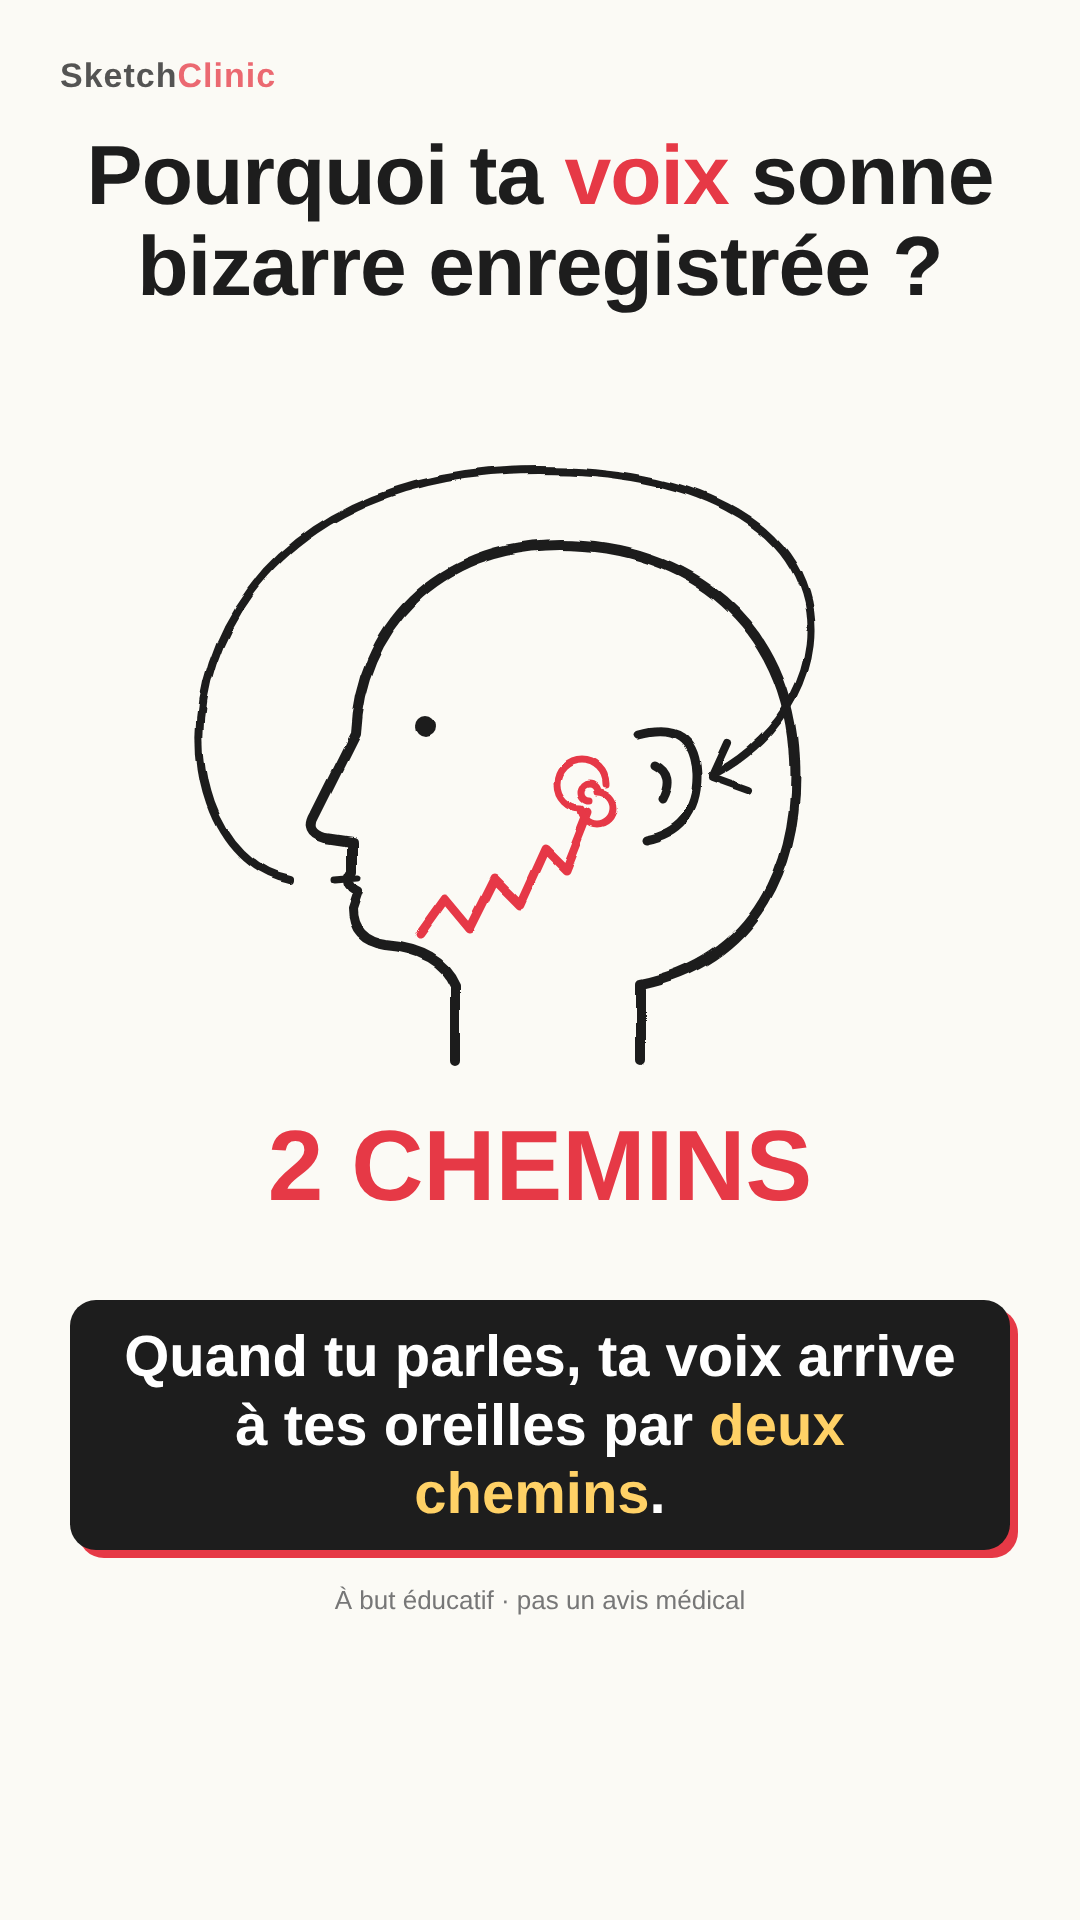 SketchClinic
Pourquoi ta voix sonne
bizarre enregistrée ?
2 CHEMINS
Quand tu parles, ta voix arrive
à tes oreilles par deux
chemins.
À but éducatif · pas un avis médical